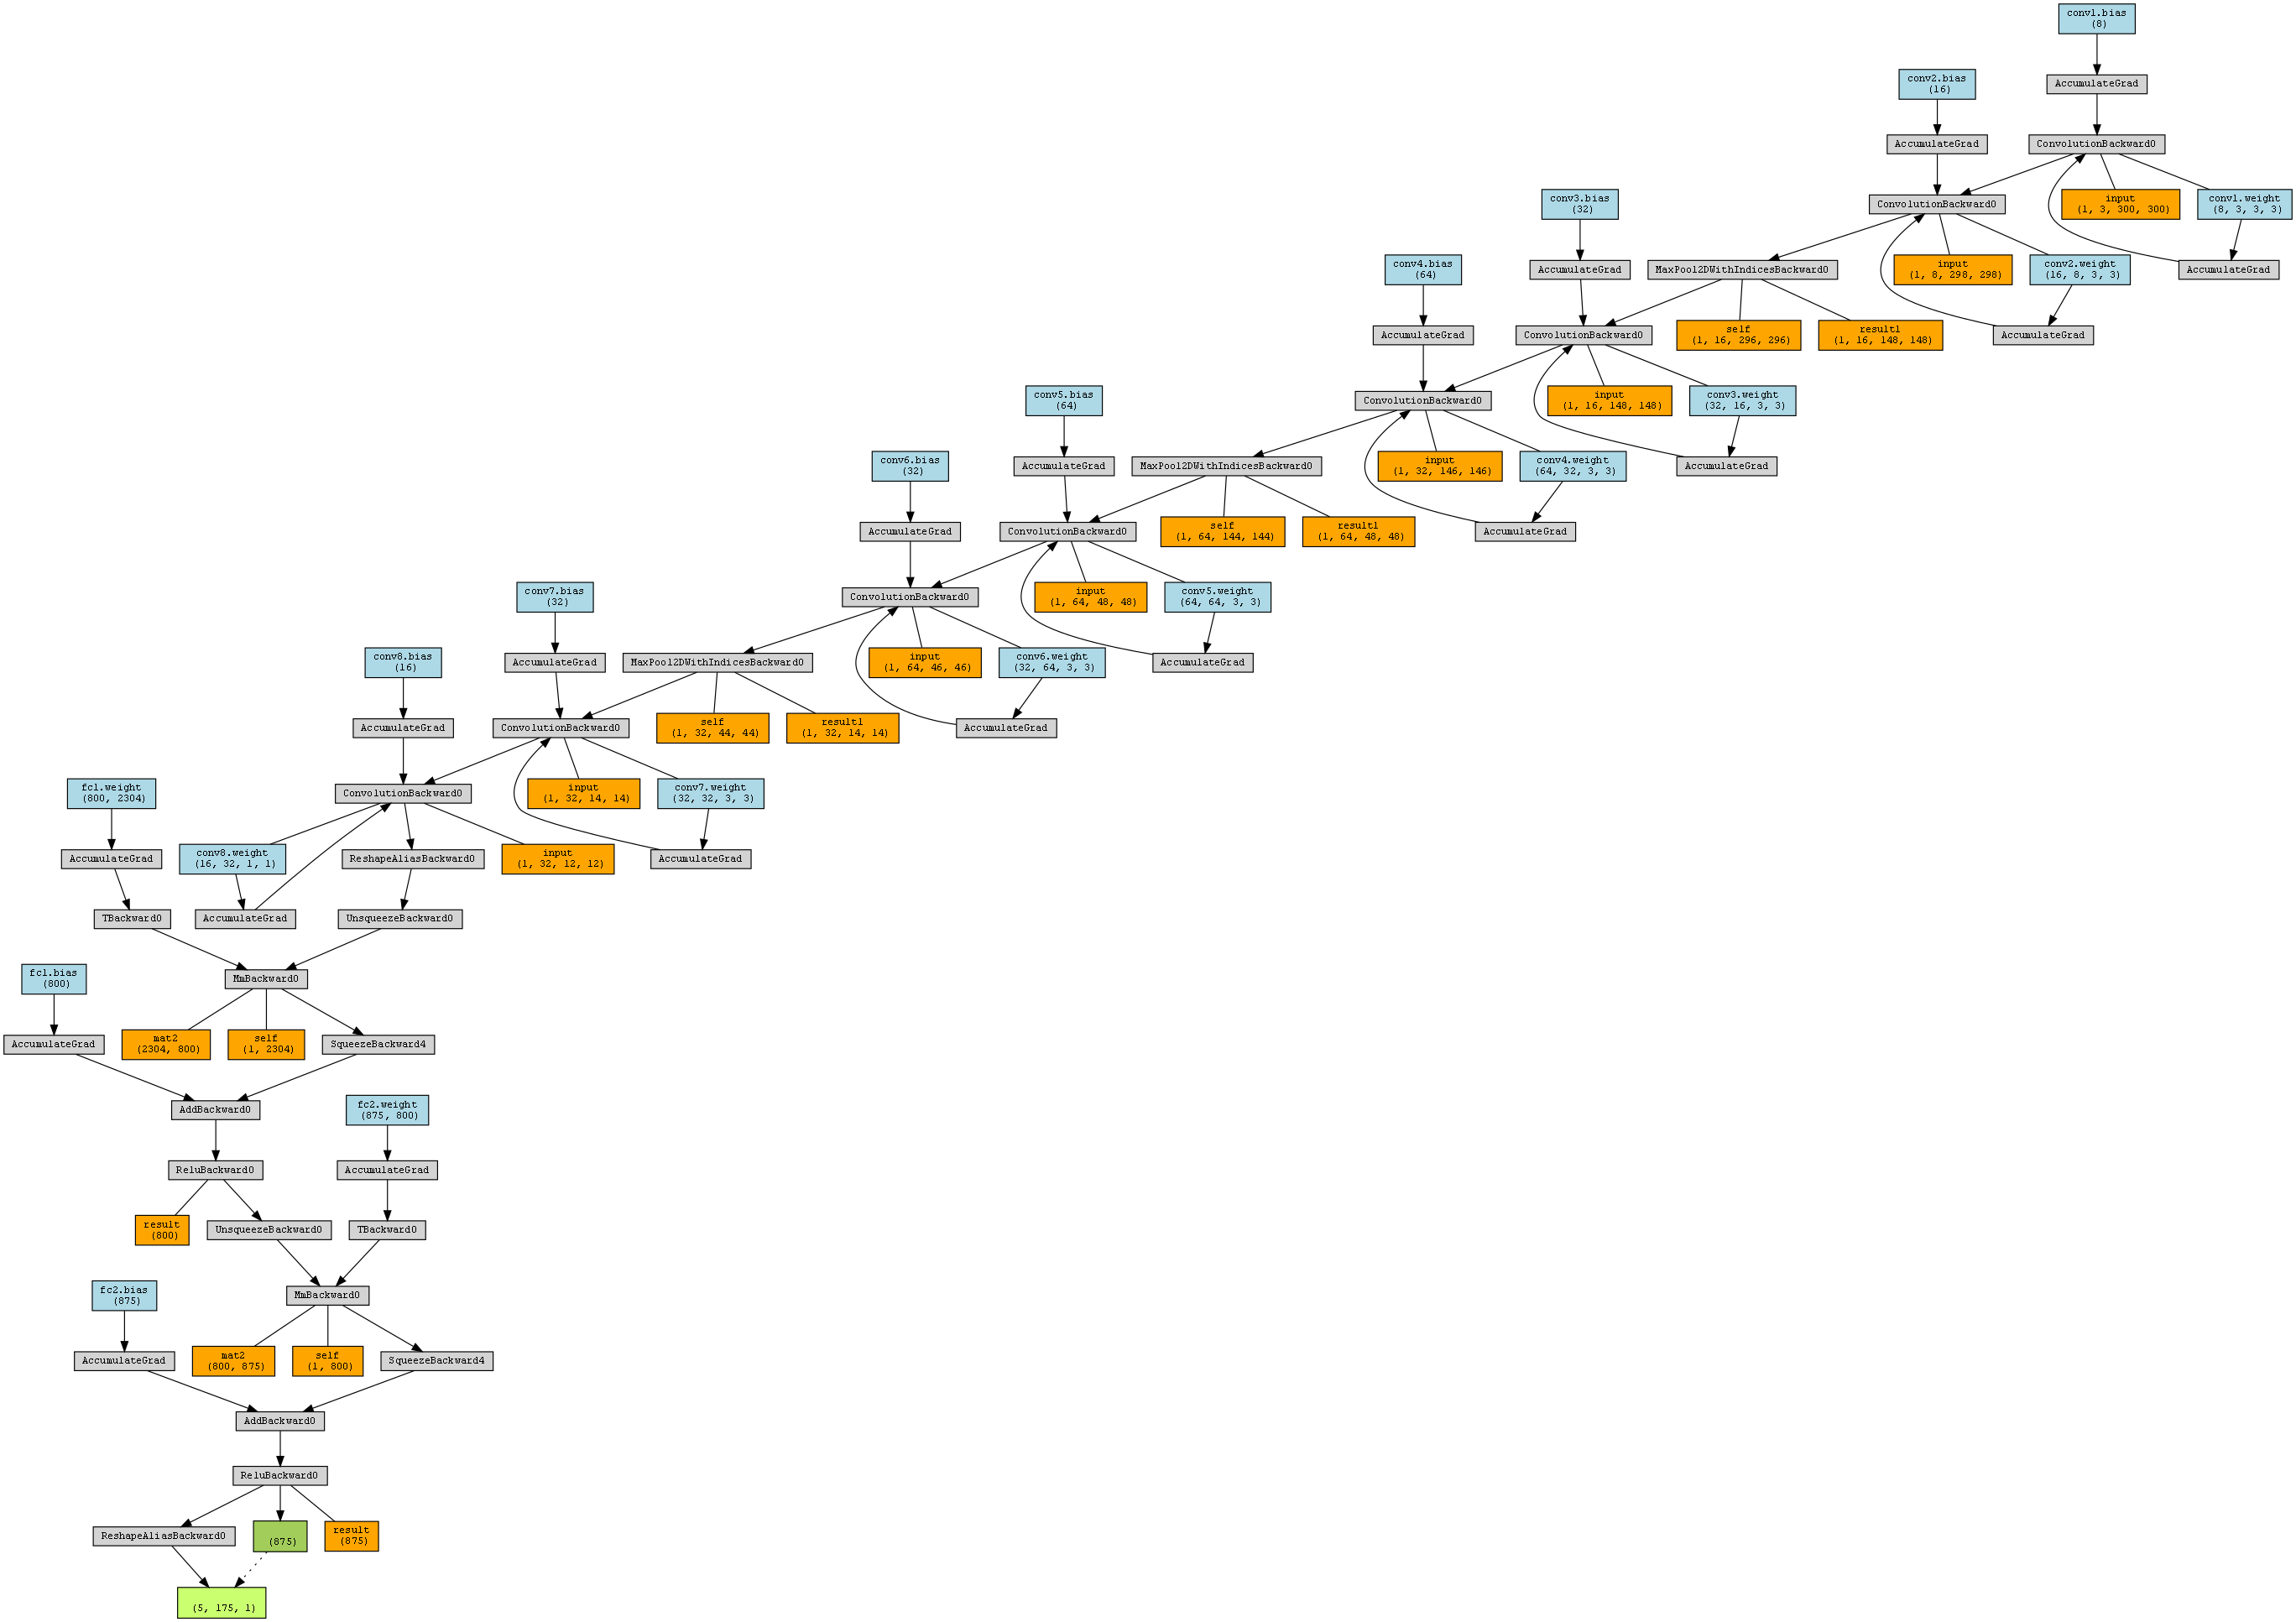 conv1.bias
(8)
conv2.bias
(16)
AccumulateGrad
AccumulateGrad
ConvolutionBackward0
conv3.bias
(32)
ConvolutionBackward0
input
(1, 3, 300, 300)
conv1.weight
(8, 3, 3, 3)
conv4.bias
(64)
AccumulateGrad
MaxPool2DWithIndicesBackward0
input
(1, 8, 298, 298)
conv2.weight
(16, 8, 3, 3)
AccumulateGrad
AccumulateGrad
ConvolutionBackward0
self
(1, 16, 296, 296)
result1
(1, 16, 148, 148)
AccumulateGrad
conv5.bias
(64)
ConvolutionBackward0
input
(1, 16, 148, 148)
conv3.weight
(32, 16, 3, 3)
conv6.bias
(32)
AccumulateGrad
MaxPool2DWithIndicesBackward0
input
(1, 32, 146, 146)
conv4.weight
(64, 32, 3, 3)
AccumulateGrad
AccumulateGrad
ConvolutionBackward0
self
(1, 64, 144, 144)
result1
(1, 64, 48, 48)
AccumulateGrad
conv7.bias
(32)
ConvolutionBackward0
input
(1, 64, 48, 48)
conv5.weight
(64, 64, 3, 3)
conv8.bias
(16)
AccumulateGrad
MaxPool2DWithIndicesBackward0
input
(1, 64, 46, 46)
conv6.weight
(32, 64, 3, 3)
AccumulateGrad
AccumulateGrad
ConvolutionBackward0
self
(1, 32, 44, 44)
result1
(1, 32, 14, 14)
AccumulateGrad
fc1.weight
(800, 2304)
ConvolutionBackward0
input
(1, 32, 14, 14)
conv7.weight
(32, 32, 3, 3)
AccumulateGrad
conv8.weight
(16, 32, 1, 1)
ReshapeAliasBackward0
input
(1, 32, 12, 12)
AccumulateGrad
TBackward0
AccumulateGrad
UnsqueezeBackward0
fc1.bias
(800)
MmBackward0
AccumulateGrad
mat2
(2304, 800)
self
(1, 2304)
SqueezeBackward4
AddBackward0
fc2.weight
(875, 800)
ReluBackward0
AccumulateGrad
result
(800)
UnsqueezeBackward0
TBackward0
fc2.bias
(875)
MmBackward0
AccumulateGrad
mat2
(800, 875)
self
(1, 800)
SqueezeBackward4
AddBackward0
ReluBackward0
ReshapeAliasBackward0
(875)
result
(875)
(5, 175, 1)